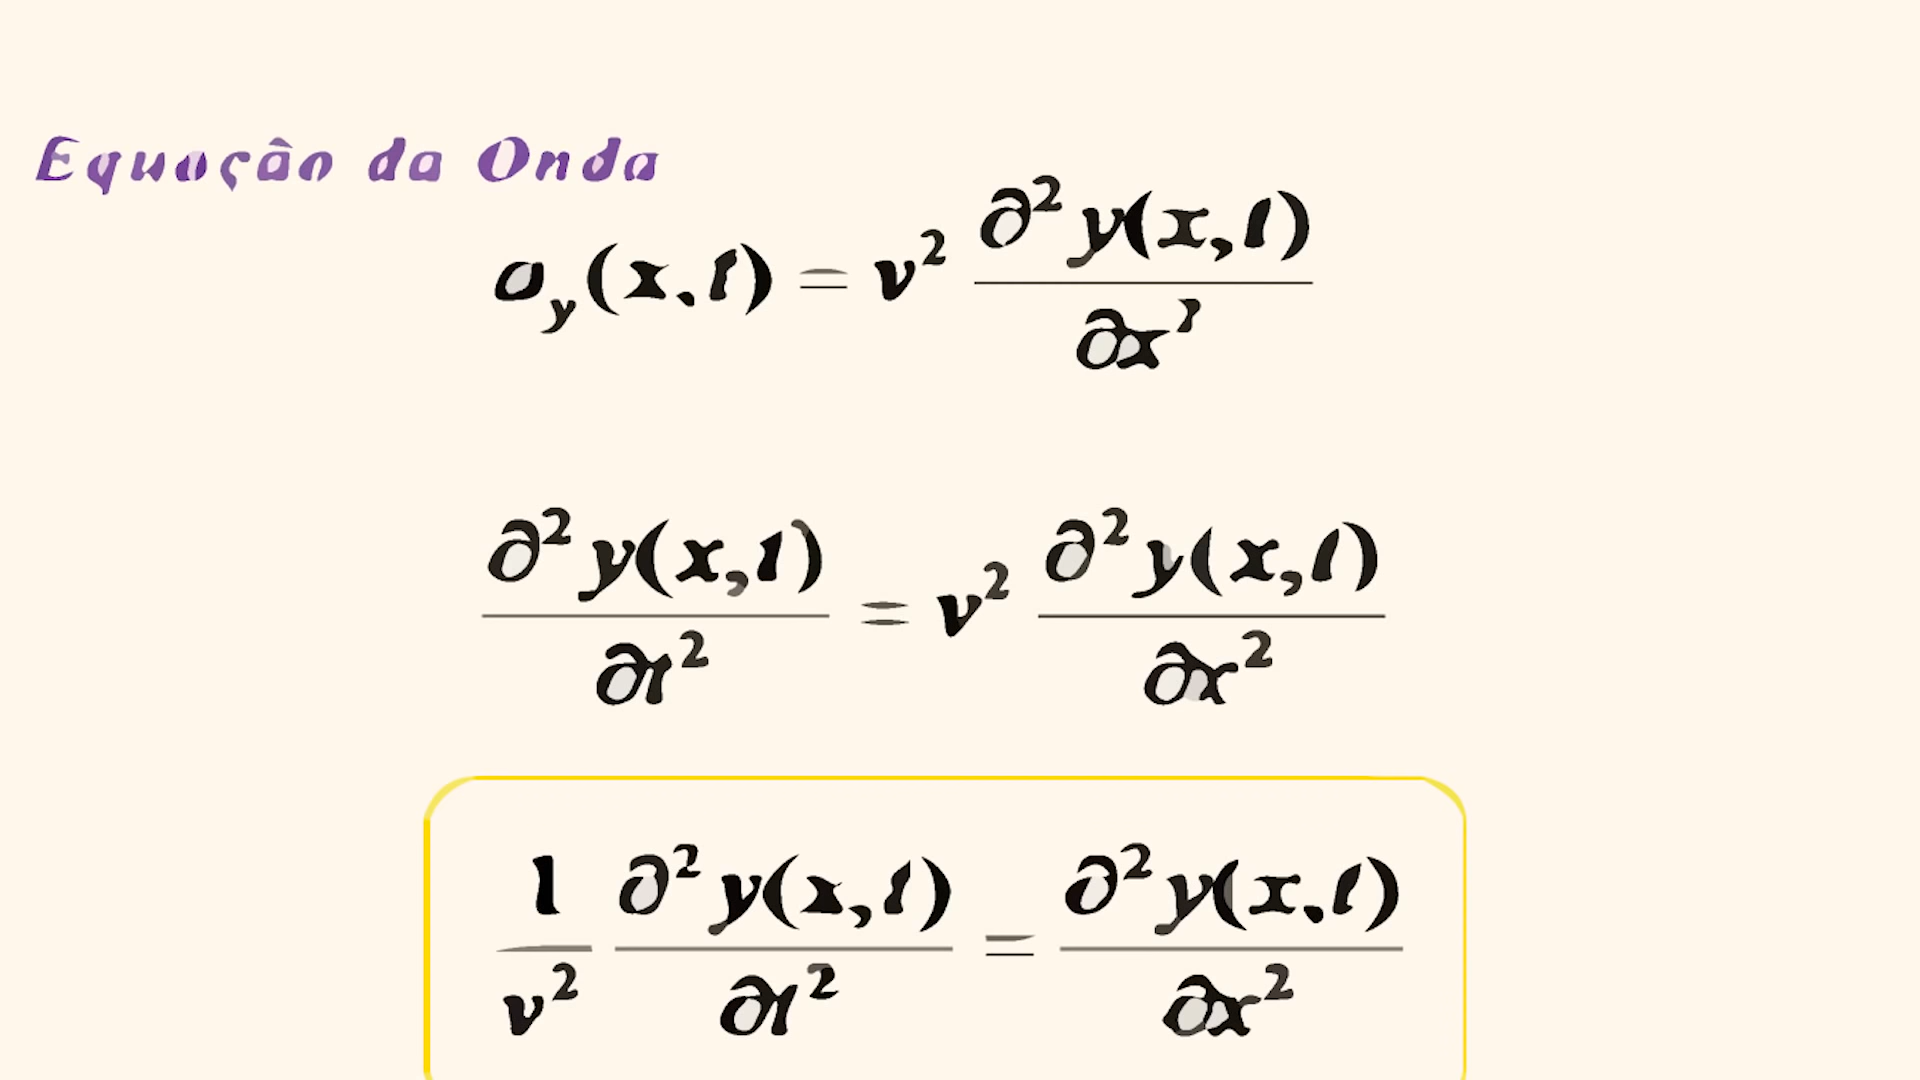 Equação da Onda
a_y(x,t) = v² ∂²y(x,t)/∂x²
∂²y(x,t)/∂t² = v² ∂²y(x,t)/∂x²
1/v² ∂²y(x,t)/∂t² = ∂²y(x,t)/∂x²